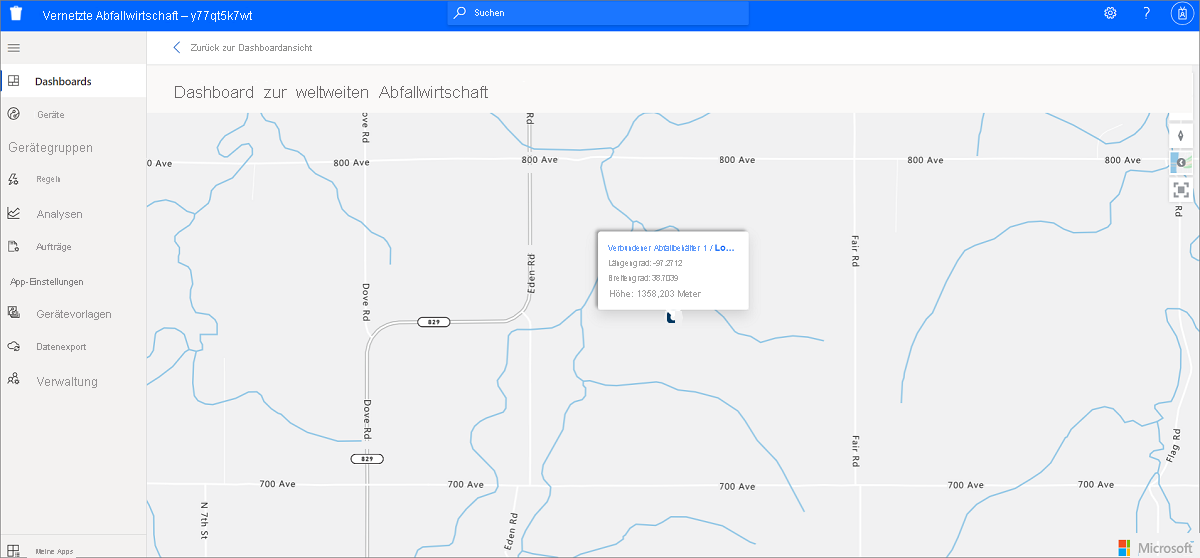 Vernetzte Abfallwirtschaft – y77qt5k7wt
Suchen
?
Zurück zur Dashboardansicht
Dashboards
Geräte
Gerätegruppen
Regeln
Analysen
Aufträge
App-Einstellungen
Gerätevorlagen
Datenexport
Verwaltung
Meine Apps
Dashboard zur weltweiten Abfallwirtschaft
Dove Rd
Rd
0 Ave
800 Ave
800 Ave
800 Ave
800 Ave
800 Ave
Rd
Verbundener Abfallbehälter 1 / Lo...
Längengrad: -97.2712
Breitengrad: 38.7039
Höhe: 1358,203 Meter
Eden Rd
Fair Rd
Dove Rd
829
Dove Rd
Fair Rd
Flag Rd
829
700 Ave
700 Ave
700 Ave
700 Ave
700 Ave
N 7th St
Eden Rd
Microsoft